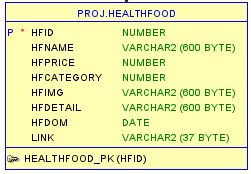 PROJ.HEALTHFOOD
P * HFID NUMBER
HFNAME VARCHAR2 (600 BYTE)
HFPRICE NUMBER
HFCATEGORY NUMBER
HFIMG VARCHAR2 (600 BYTE)
HFDETAIL VARCHAR2 (600 BYTE)
HFDOM DATE
LINK VARCHAR2 (37 BYTE)
HEALTHFOOD_PK (HFID)